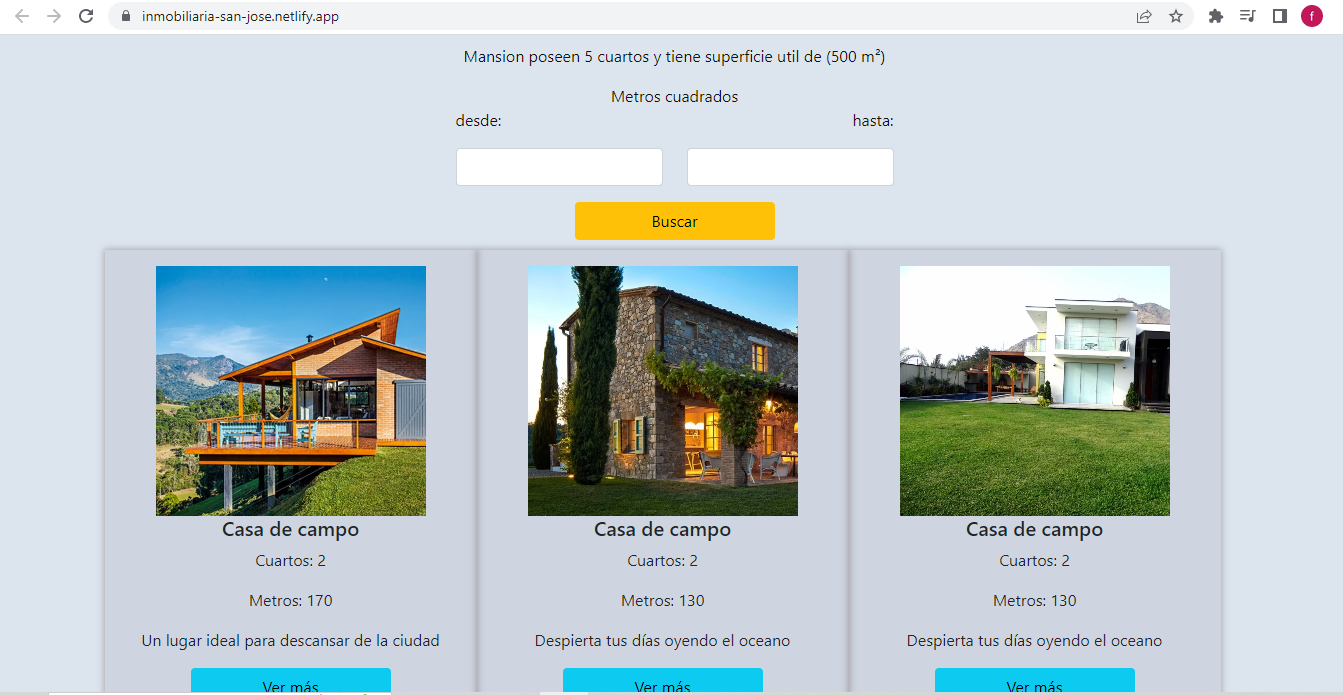 inmobiliaria-san-jose.netlify.app
f
Mansion poseen 5 cuartos y tiene superficie util de (500 m²)
Metros cuadrados
desde: hasta:
Buscar
Casa de campo
Cuartos: 2
Metros: 170
Un lugar ideal para descansar de la ciudad
Ver más
Casa de campo
Cuartos: 2
Metros: 130
Despierta tus días oyendo el oceano
Ver más
Casa de campo
Cuartos: 2
Metros: 130
Despierta tus días oyendo el oceano
Ver más